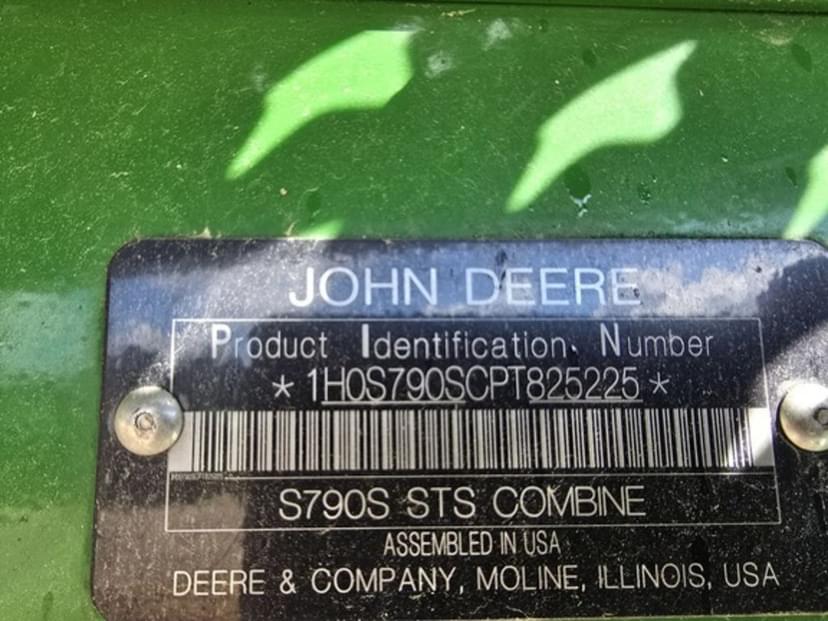 JOHN DEERE
Product Identification Number
*1H0S790SCPT825225*
S790S STS COMBINE
ASSEMBLED IN USA
DEERE & COMPANY, MOLINE, ILLINOIS, USA